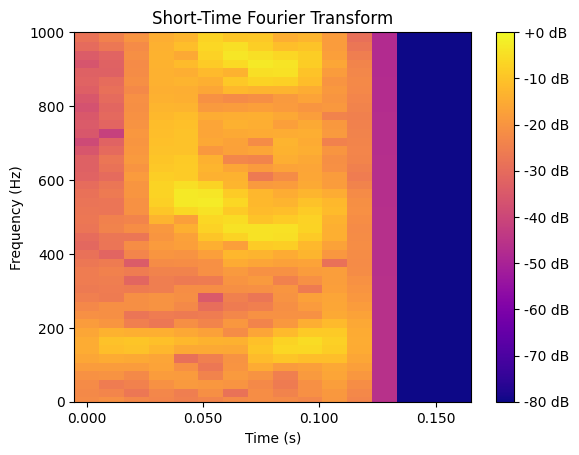 Short-Time Fourier Transform
Frequency (Hz)
1000
800
600
400
200
0
0.000
0.050
0.100
0.150
Time (s)
+0 dB
-10 dB
-20 dB
-30 dB
-40 dB
-50 dB
-60 dB
-70 dB
-80 dB